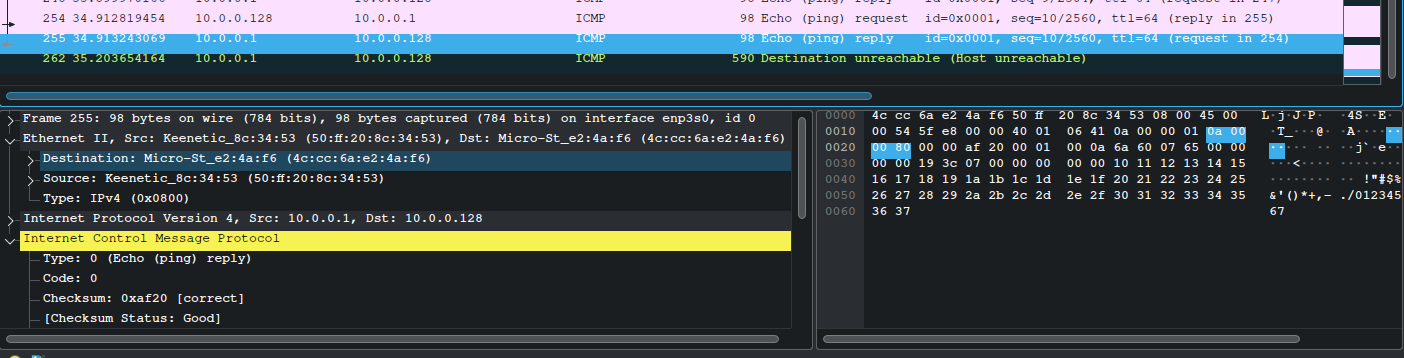 254 34.912819454 10.0.0.128 10.0.0.1 ICMP 98 Echo (ping) request id=0x0001, seq=10/2560, ttl=64 (reply in 255)
255 34.913243069 10.0.0.1 10.0.0.128 ICMP 98 Echo (ping) reply id=0x0001, seq=10/2560, ttl=64 (request in 254)
262 35.203654164 10.0.0.1 10.0.0.128 ICMP 590 Destination unreachable (Host unreachable)
Frame 255: 98 bytes on wire (784 bits), 98 bytes captured (784 bits) on interface enp3s0, id 0
Ethernet II, Src: Keenetic_8c:34:53 (50:ff:20:8c:34:53), Dst: Micro-St_e2:4a:f6 (4c:cc:6a:e2:4a:f6)
Destination: Micro-St_e2:4a:f6 (4c:cc:6a:e2:4a:f6)
Source: Keenetic_8c:34:53 (50:ff:20:8c:34:53)
Type: IPv4 (0x0800)
Internet Protocol Version 4, Src: 10.0.0.1, Dst: 10.0.0.128
Internet Control Message Protocol
Type: 0 (Echo (ping) reply)
Code: 0
Checksum: 0xaf20 [correct]
[Checksum Status: Good]
0000 4c cc 6a e2 4a f6 50 ff 20 8c 34 53 08 00 45 00 L·j·J·P· ·4S··E·
0010 00 54 5f e8 00 00 40 01 06 41 0a 00 00 01 0a 00 ·T_···@· ·A······
0020 00 80 00 00 af 20 00 01 00 0a 6a 60 07 65 00 00 ····· ·· ··j`·e··
0030 00 00 19 3c 07 00 00 00 00 00 10 11 12 13 14 15 ···<···· ········
0040 16 17 18 19 1a 1b 1c 1d 1e 1f 20 21 22 23 24 25 ········ ·· !"#$%
0050 26 27 28 29 2a 2b 2c 2d 2e 2f 30 31 32 33 34 35 &'()*+,- ./012345
0060 36 37 67